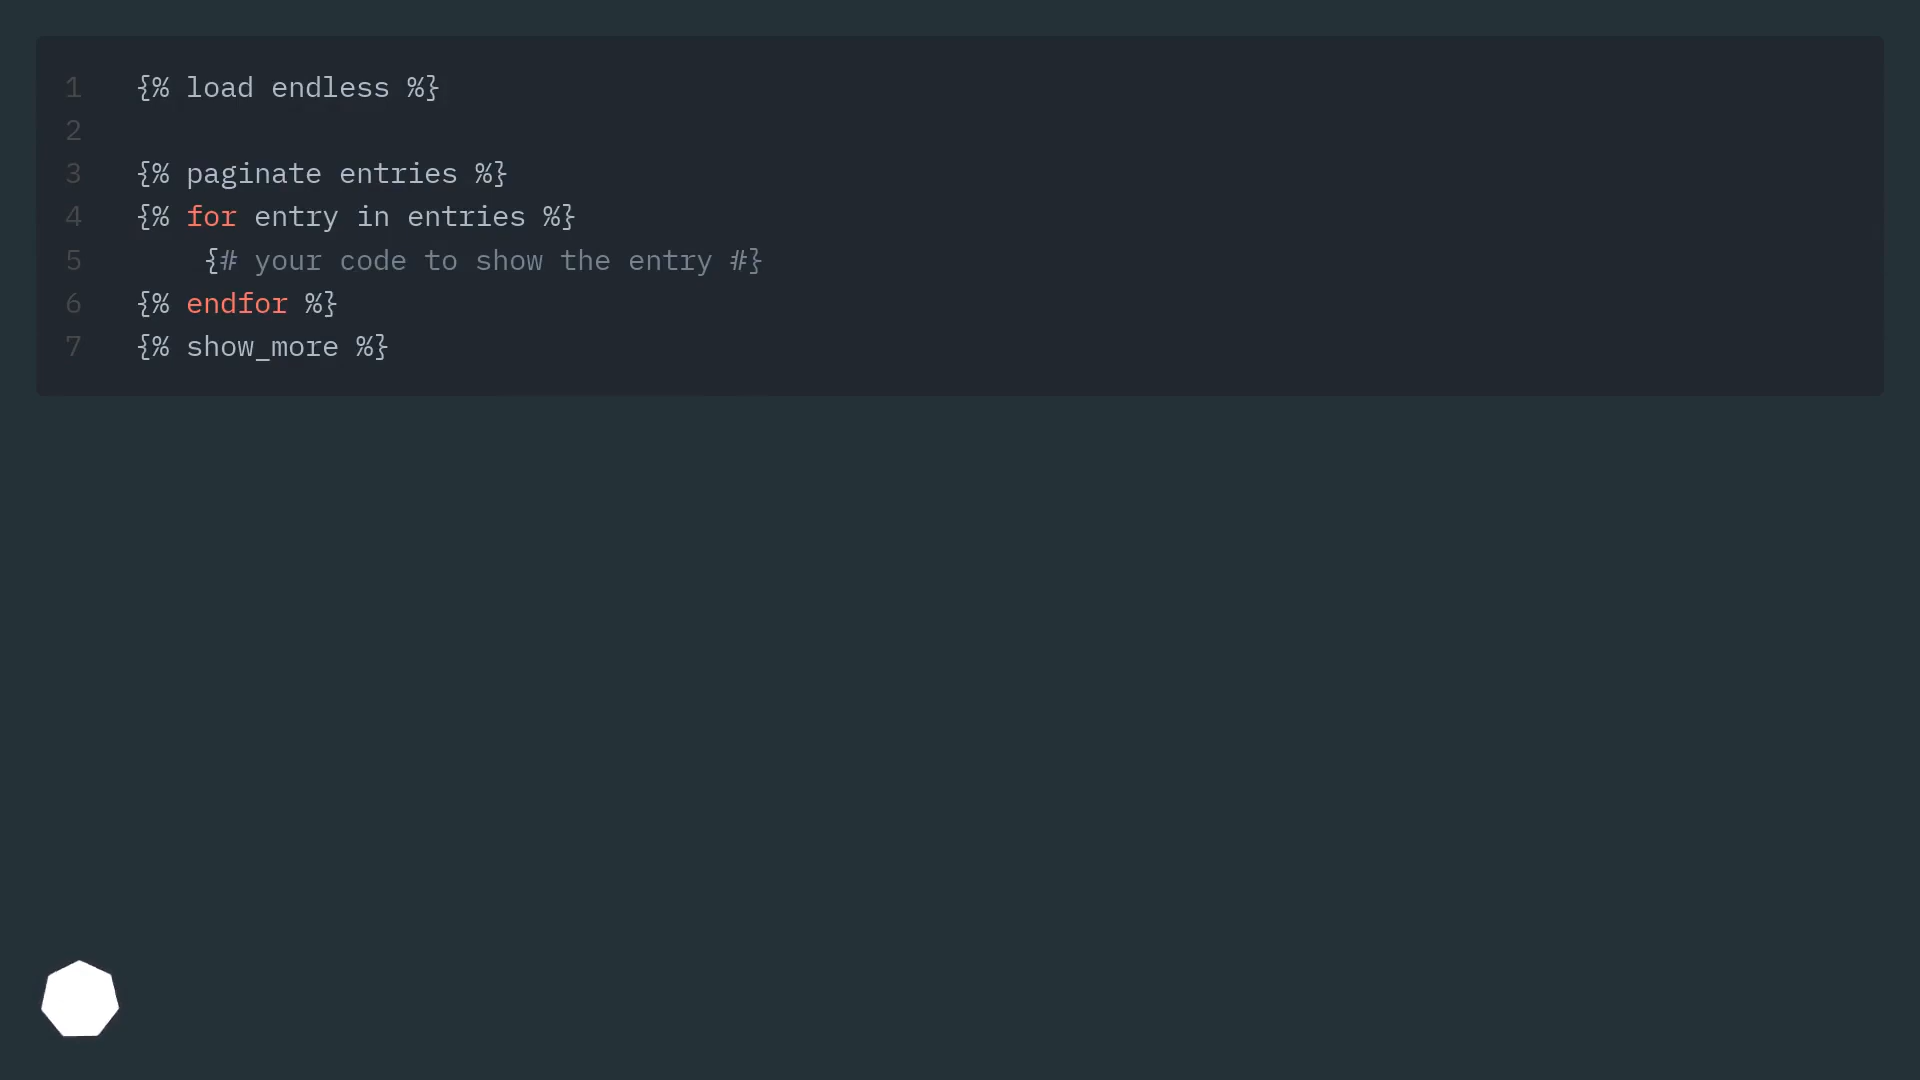 1 {% load endless %}
2
3 {% paginate entries %}
4 {% for entry in entries %}
5     {# your code to show the entry #}
6 {% endfor %}
7 {% show_more %}